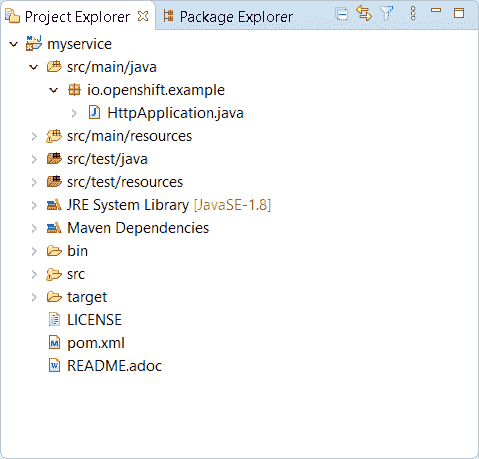 Project Explorer Package Explorer
myservice
src/main/java
io.openshift.example
HttpApplication.java
src/main/resources
src/test/java
src/test/resources
JRE System Library [JavaSE-1.8]
Maven Dependencies
bin
src
target
LICENSE
pom.xml
README.adoc